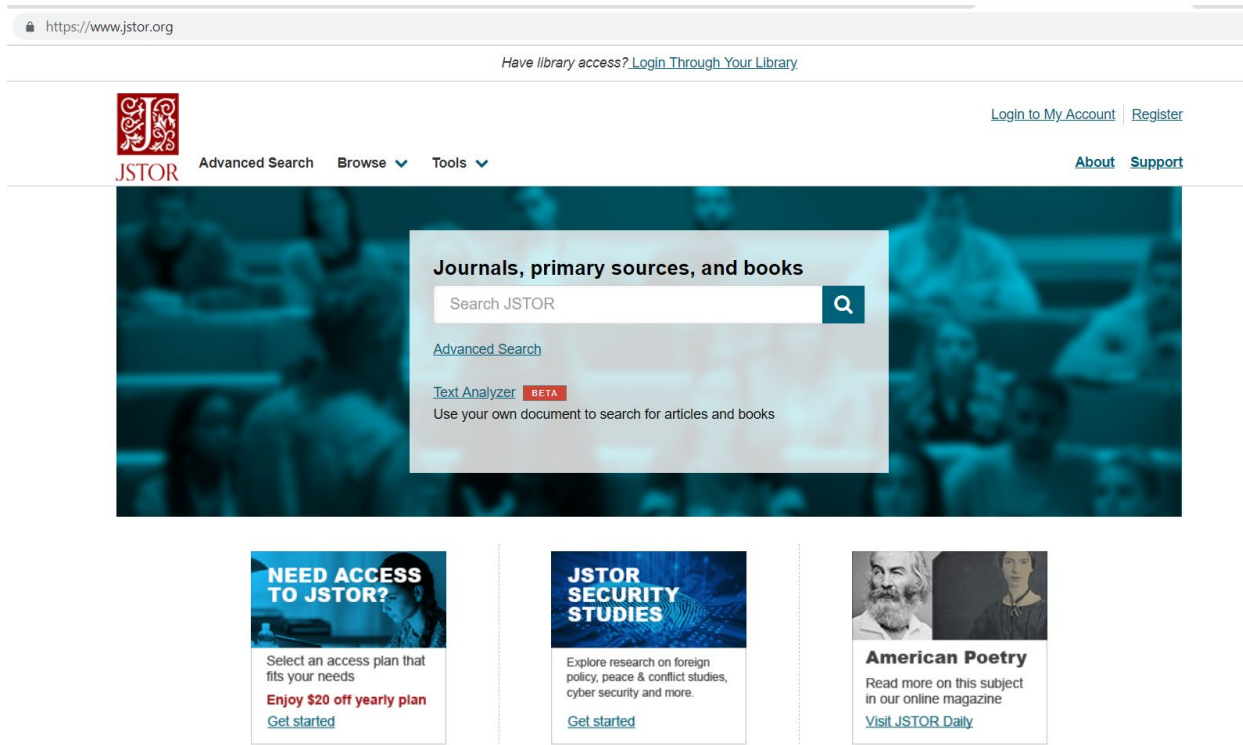 https://www.jstor.org
Have library access? Login Through Your Library
Login to My Account Register
JSTOR
Advanced Search Browse Tools
About Support
Journals, primary sources, and books
Search JSTOR
Advanced Search
Text Analyzer BETA
Use your own document to search for articles and books
NEED ACCESS
TO JSTOR?
Select an access plan that
fits your needs
Enjoy $20 off yearly plan
Get started
JSTOR
SECURITY
STUDIES
Explore research on foreign
policy, peace & conflict studies,
cyber security and more.
Get started
American Poetry
Read more on this subject
in our online magazine
Visit JSTOR Daily